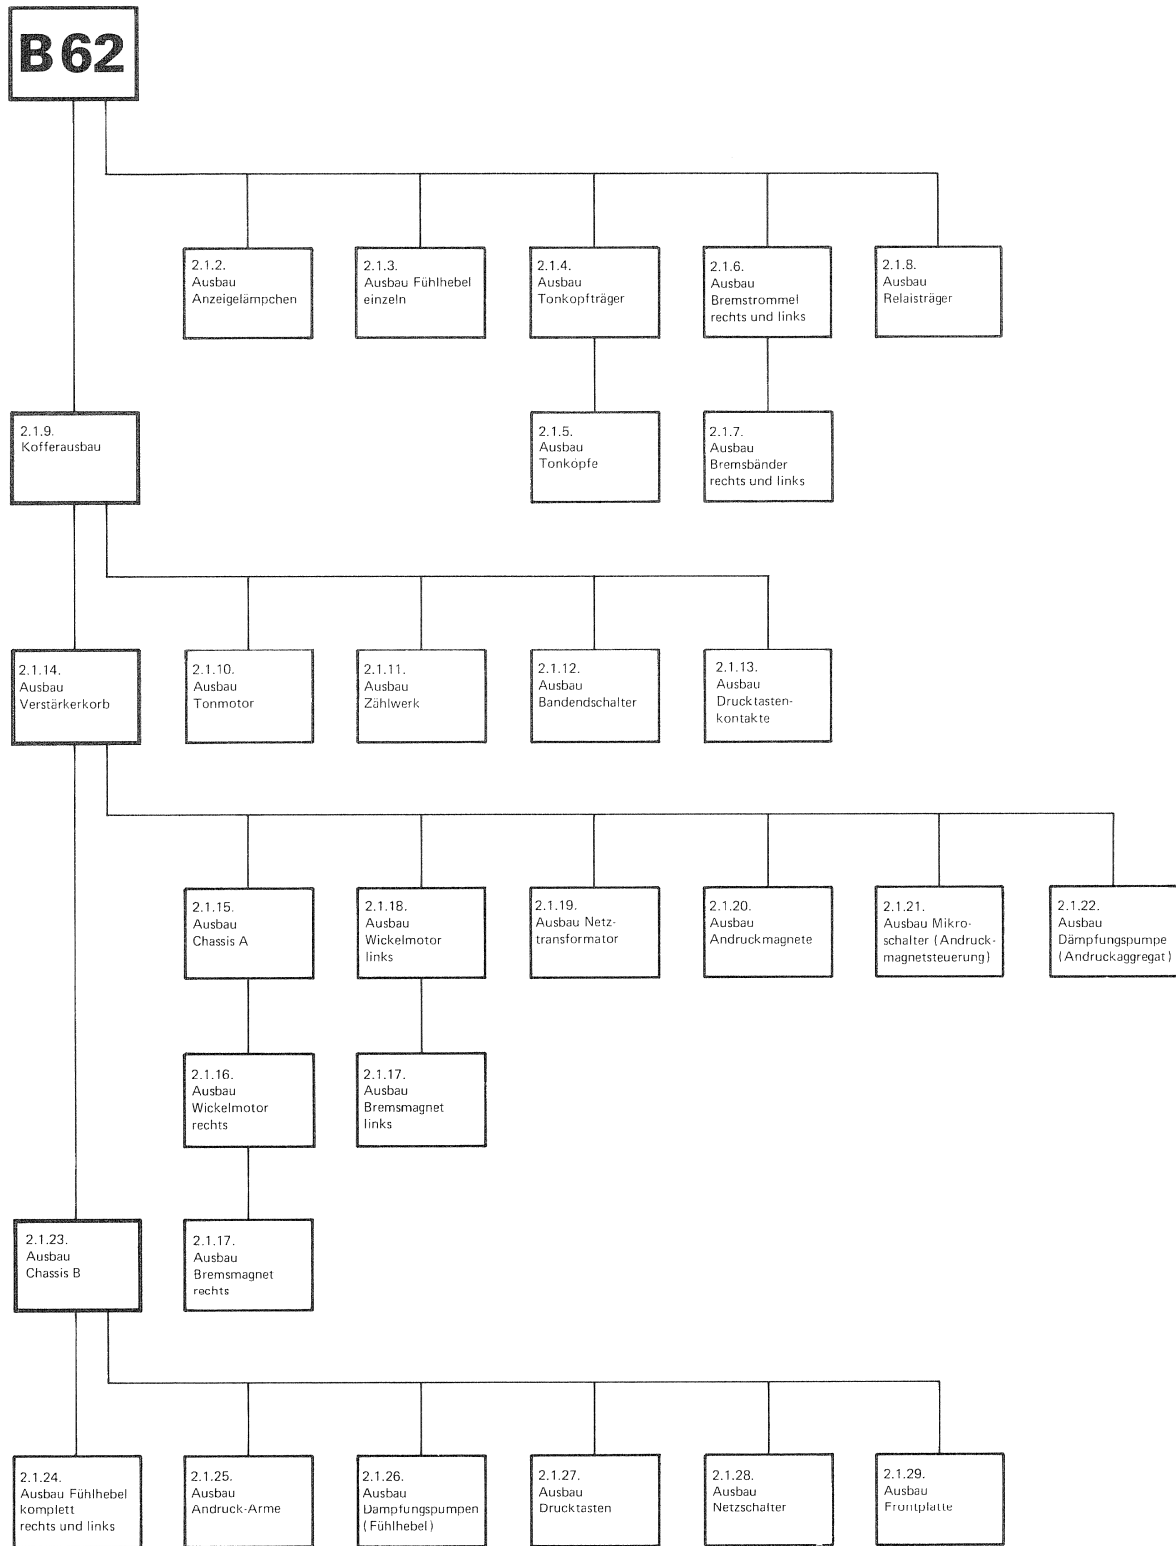 B62
2.1.2.
Ausbau
Anzeigelämpchen
2.1.3.
Ausbau Fühlhebel
einzeln
2.1.4.
Ausbau
Tonkopfträger
2.1.6.
Ausbau
Bremstrommel
rechts und links
2.1.8.
Ausbau
Relaisträger
2.1.9.
Kofferausbau
2.1.5.
Ausbau
Tonköpfe
2.1.7.
Ausbau
Bremsbänder
rechts und links
2.1.14.
Ausbau
Verstärkerkorb
2.1.10.
Ausbau
Tonmotor
2.1.11.
Ausbau
Zählwerk
2.1.12.
Ausbau
Bandendschalter
2.1.13.
Ausbau
Drucktasten-
kontakte
2.1.15.
Ausbau
Chassis A
2.1.18.
Ausbau
Wickelmotor
links
2.1.19.
Ausbau Netz-
transformator
2.1.20.
Ausbau
Andruckmagnete
2.1.21.
Ausbau Mikro-
schalter (Andruck-
magnetsteuerung)
2.1.22.
Ausbau
Dämpfungspumpe
(Andruckaggregat)
2.1.16.
Ausbau
Wickelmotor
rechts
2.1.17.
Ausbau
Bremsmagnet
links
2.1.23.
Ausbau
Chassis B
2.1.17.
Ausbau
Bremsmagnet
rechts
2.1.24.
Ausbau Fühlhebel
komplett
rechts und links
2.1.25.
Ausbau
Andruck-Arme
2.1.26.
Ausbau
Dampfungspumpen
(Fühlhebel)
2.1.27.
Ausbau
Drucktasten
2.1.28.
Ausbau
Netzschalter
2.1.29.
Ausbau
Frontplatte